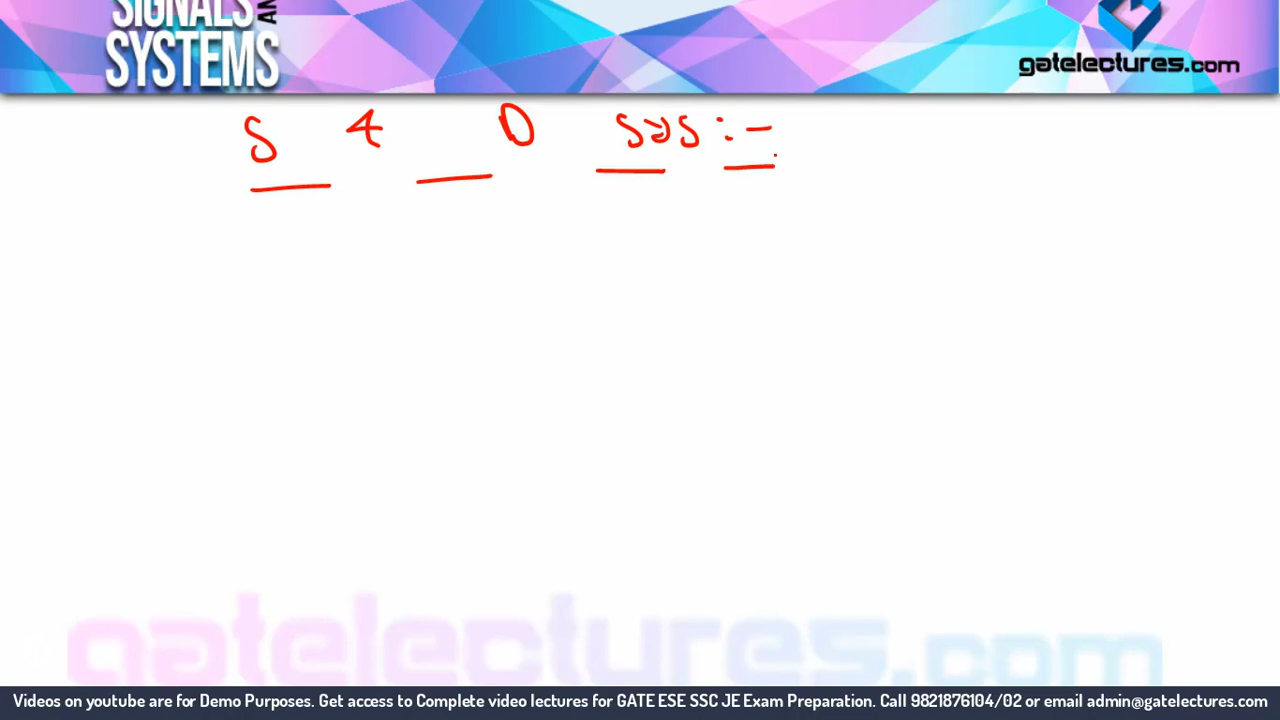 SIGNALS AND
SYSTEMS
gatelectures.com
S 4 D sys :-
gatelectures.com
Videos on youtube are for Demo Purposes. Get access to Complete video lectures for GATE ESE SSC JE Exam Preparation. Call 9821876104/02 or email admin@gatelectures.com